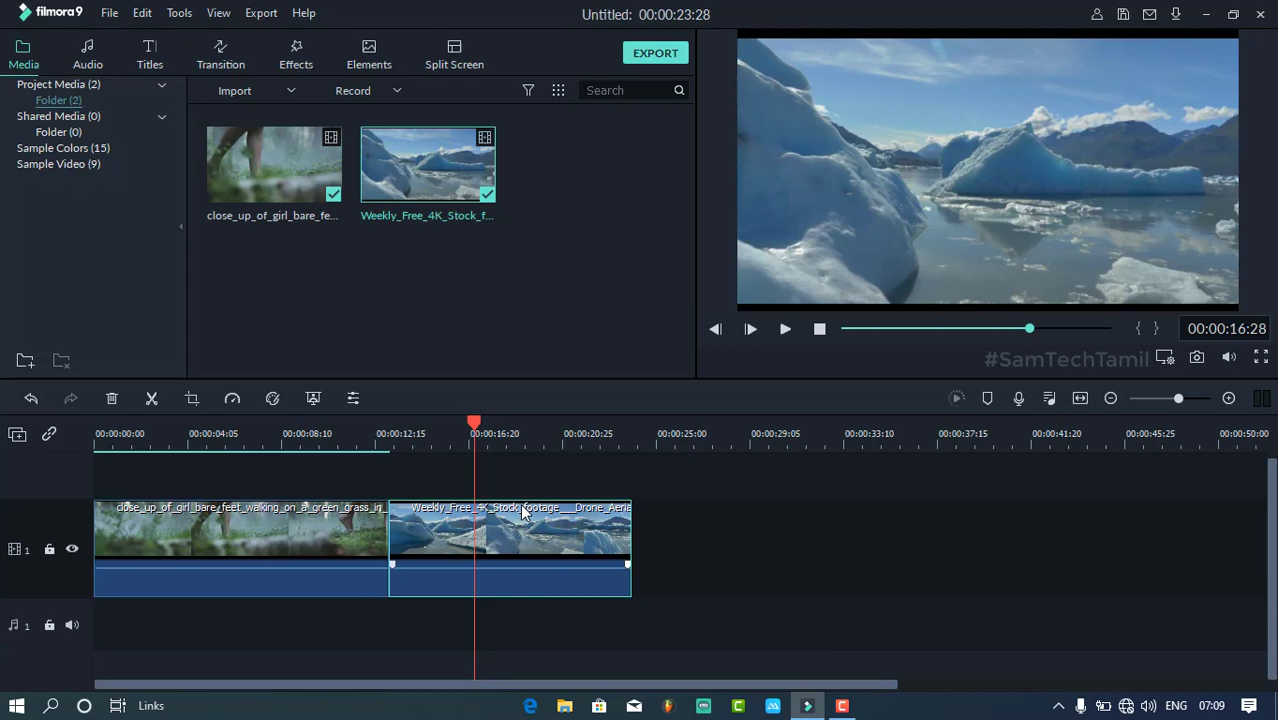 filmora9 File Edit Tools View Export Help Untitled: 00:00:23:28
Media Audio Titles Transition Effects Elements Split Screen EXPORT
Project Media (2) Import Record Search
Folder (2)
Shared Media (0)
Folder (0)
Sample Colors (15)
Sample Video (9)
close_up_of_girl_bare_fe... Weekly_Free_4K_Stock_f...
00:00:16:28
#SamTechTamil
00:00:00:00 00:00:04:05 00:00:08:10 00:00:12:15 00:00:16:20 00:00:20:25 00:00:25:00 00:00:29:05 00:00:33:10 00:00:37:15 00:00:41:20 00:00:45:25 00:00:50:00
close_up_of_girl_bare_feet_walking_on_a_green_grass_in_ Weekly_Free_4K_Stock_footage___Drone_Aeria
1
1
Links ENG 07:09